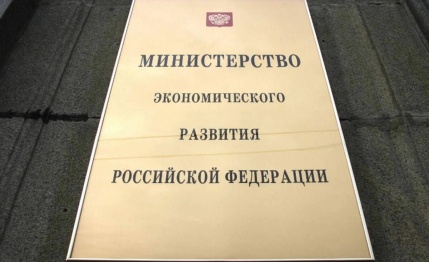 МИНИСТЕРСТВО
ЭКОНОМИЧЕСКОГО
РАЗВИТИЯ
РОССИЙСКОЙ ФЕДЕРАЦИИ